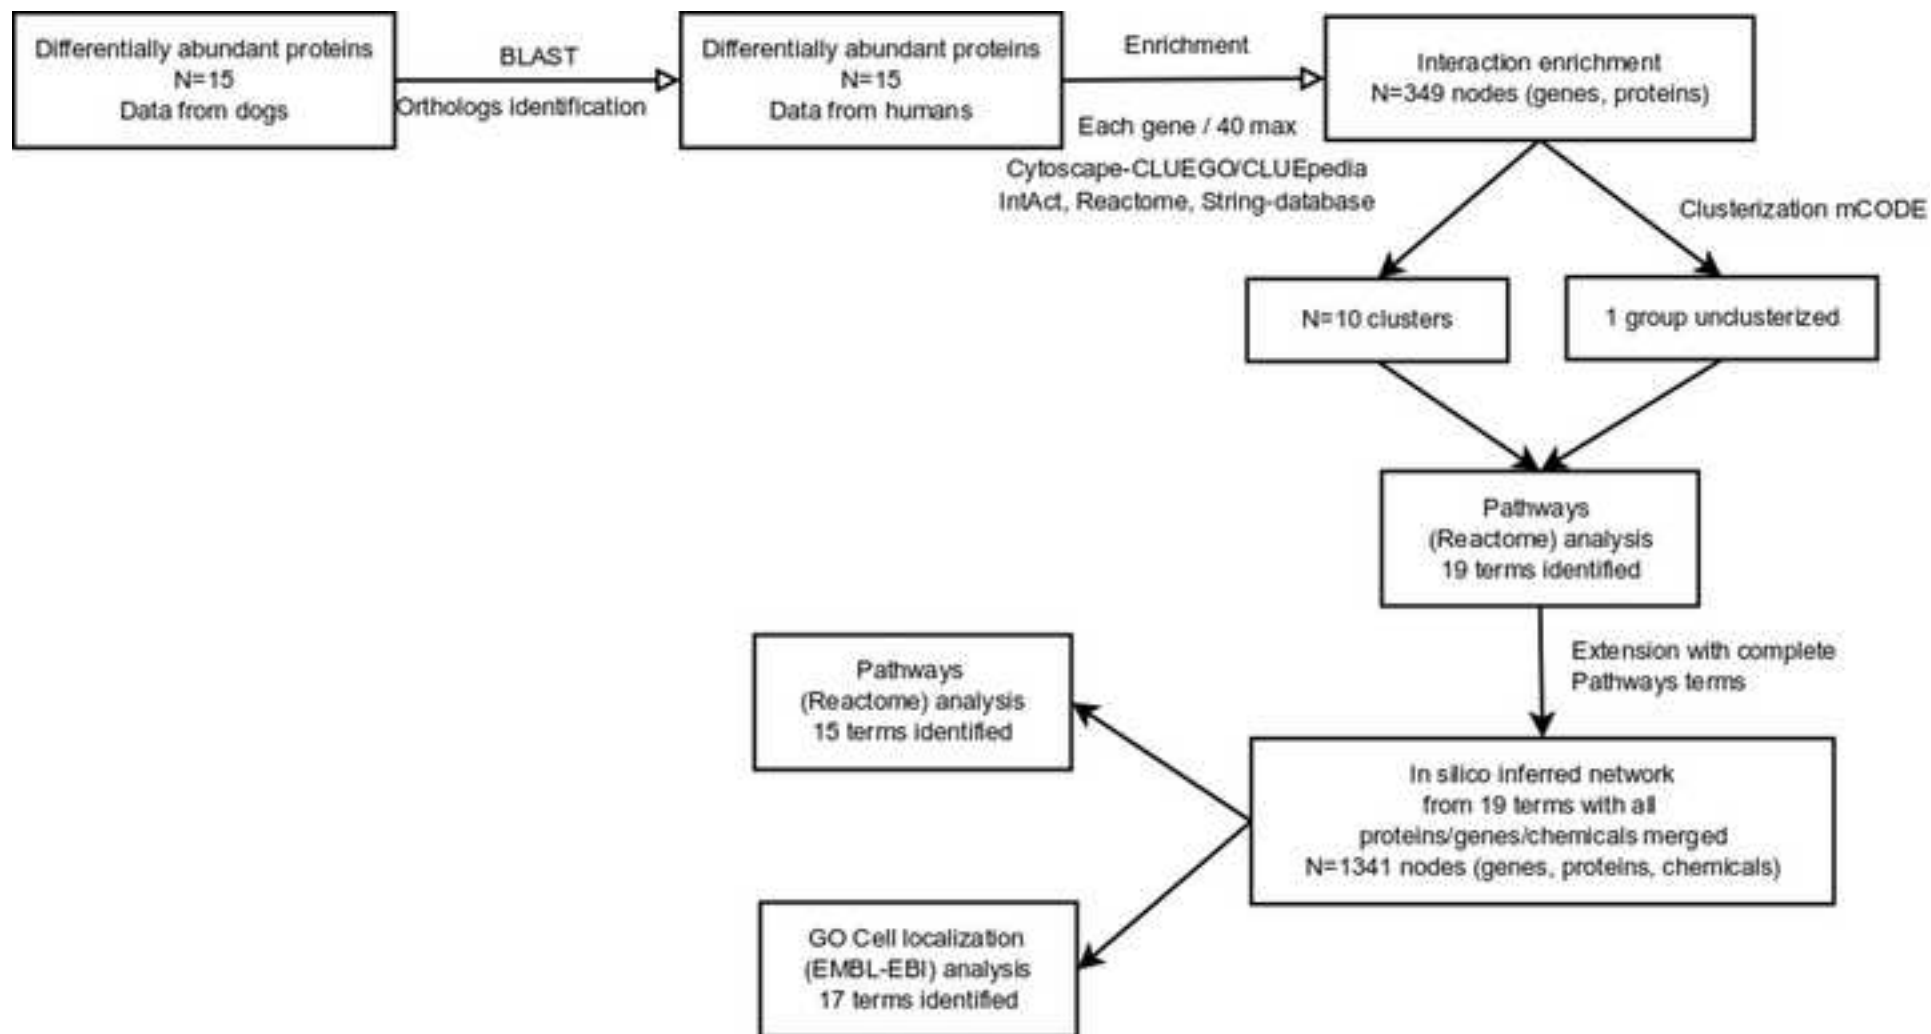 Differentially abundant proteins
N=15
Data from dogs
BLAST
Orthologs identification
Differentially abundant proteins
N=15
Data from humans
Enrichment
Each gene / 40 max
Cytoscape-CLUEGO/CLUEpedia
IntAct, Reactome, String-database
Interaction enrichment
N=349 nodes (genes, proteins)
Clusterization mCODE
N=10 clusters
1 group unclusterized
Pathways
(Reactome) analysis
19 terms identified
Extension with complete
Pathways terms
In silico inferred network
from 19 terms with all
proteins/genes/chemicals merged
N=1341 nodes (genes, proteins, chemicals)
Pathways
(Reactome) analysis
15 terms identified
GO Cell localization
(EMBL-EBI) analysis
17 terms identified